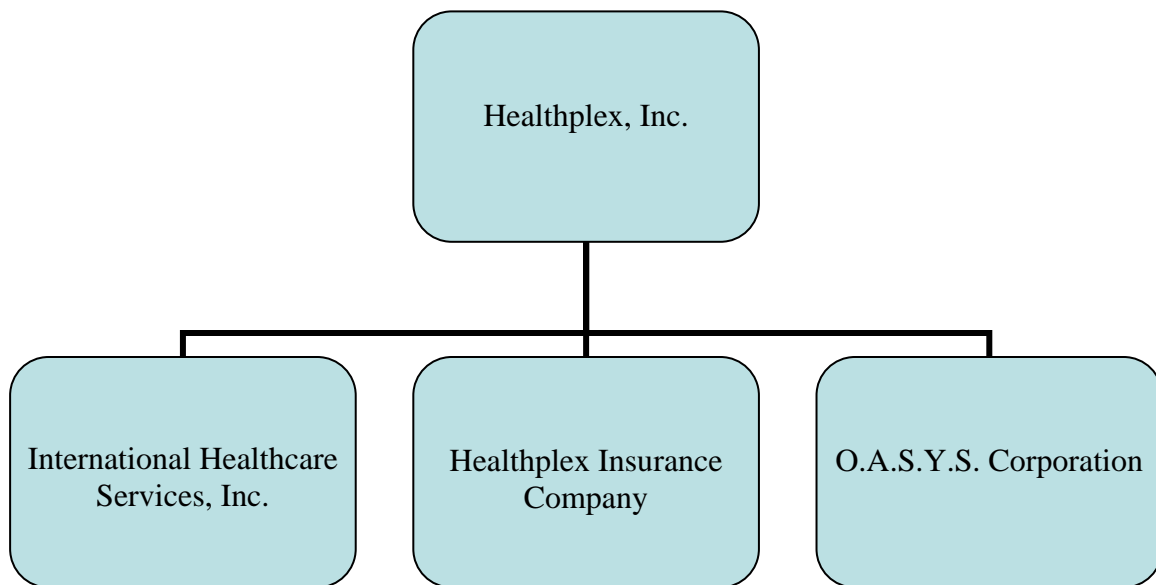 Healthplex, Inc.
International Healthcare
Services, Inc.
Healthplex Insurance
Company
O.A.S.Y.S. Corporation